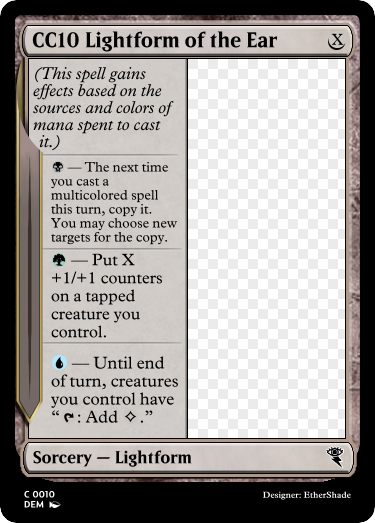 CC10 Lightform of the Ear X
(This spell gains
effects based on the
sources and colors of
mana spent to cast
it.)
— The next time
you cast a
multicolored spell
this turn, copy it.
You may choose new
targets for the copy.
— Put X
+1/+1 counters
on a tapped
creature you
control.
— Until end
of turn, creatures
you control have
“ : Add .”
Sorcery — Lightform
C 0010
DEM
Designer: EtherShade